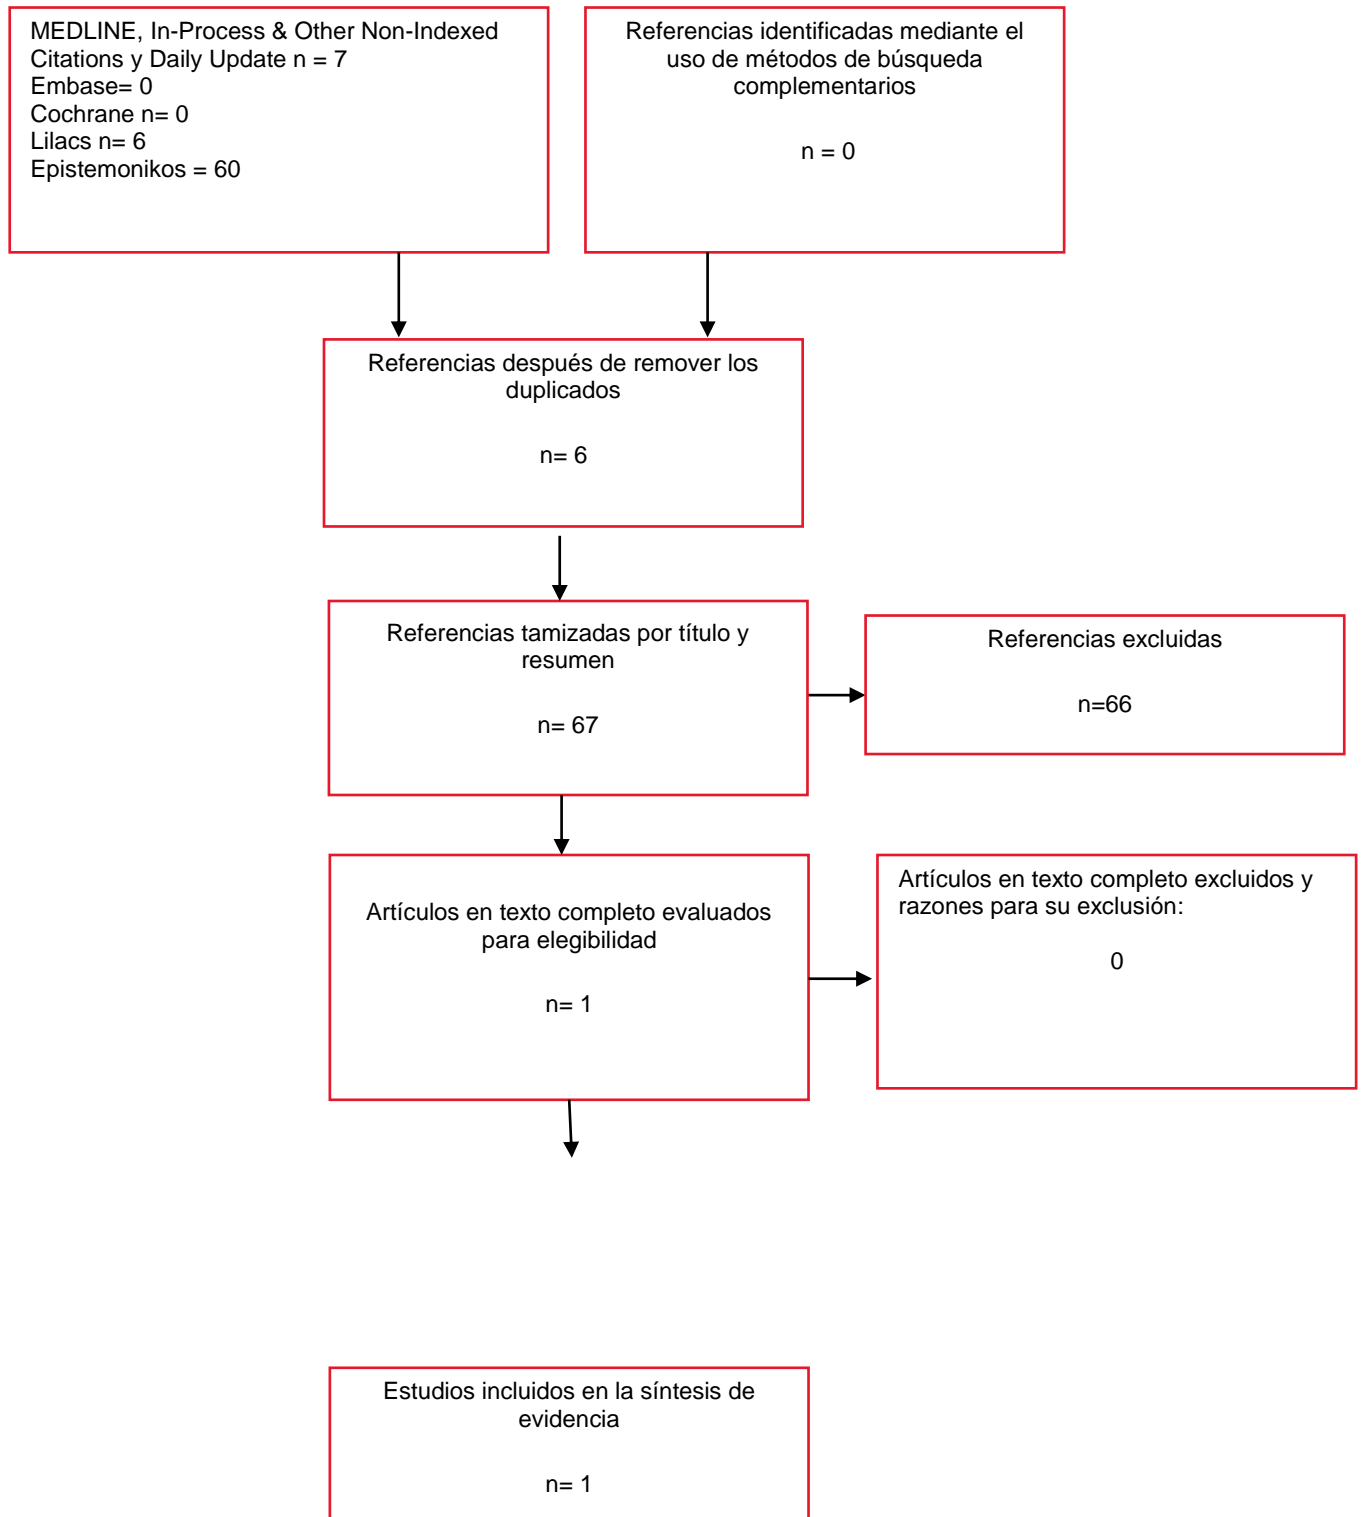 MEDLINE, In-Process & Other Non-Indexed
Citations y Daily Update n = 7
Embase= 0
Cochrane n= 0
Lilacs n= 6
Epistemonikos = 60
Referencias identificadas mediante el
uso de métodos de búsqueda
complementarios
n = 0
Referencias después de remover los
duplicados
n= 6
Referencias tamizadas por título y
resumen
n= 67
Referencias excluidas
n=66
Artículos en texto completo evaluados
para elegibilidad
n= 1
Artículos en texto completo excluidos y
razones para su exclusión:
0
Estudios incluidos en la síntesis de
evidencia
n= 1